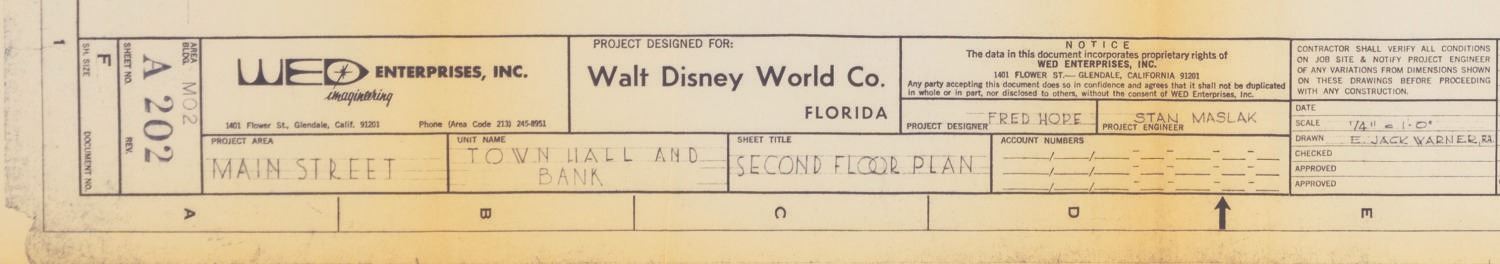 1
SH. SIZE
F
DOCUMENT NO.
SHEET NO.
A 202
REV.
AREA
BLDG.
MO2
WED ENTERPRISES, INC.
imagineering
1401 Flower St., Glendale, Calif. 91201 Phone (Area Code 213) 245-8951
PROJECT DESIGNED FOR:
Walt Disney World Co.
FLORIDA
NOTICE
The data in this document incorporates proprietary rights of
WED ENTERPRISES, INC.
1401 FLOWER ST.— GLENDALE, CALIFORNIA 91201
Any party accepting this document does so in confidence and agrees that it shall not be duplicated
in whole or in part, nor disclosed to others, without the consent of WED Enterprises, Inc.
PROJECT DESIGNER FRED HOPE
PROJECT ENGINEER STAN MASLAK
CONTRACTOR SHALL VERIFY ALL CONDITIONS
ON JOB SITE & NOTIFY PROJECT ENGINEER
OF ANY VARIATIONS FROM DIMENSIONS SHOWN
ON THESE DRAWINGS BEFORE PROCEEDING
WITH ANY CONSTRUCTION.
DATE
SCALE 1/4" = 1'-0"
DRAWN E. JACK WARNER, RA
CHECKED
APPROVED
APPROVED
PROJECT AREA
MAIN STREET
UNIT NAME
TOWN HALL AND
BANK
SHEET TITLE
SECOND FLOOR PLAN
ACCOUNT NUMBERS
A B C D E